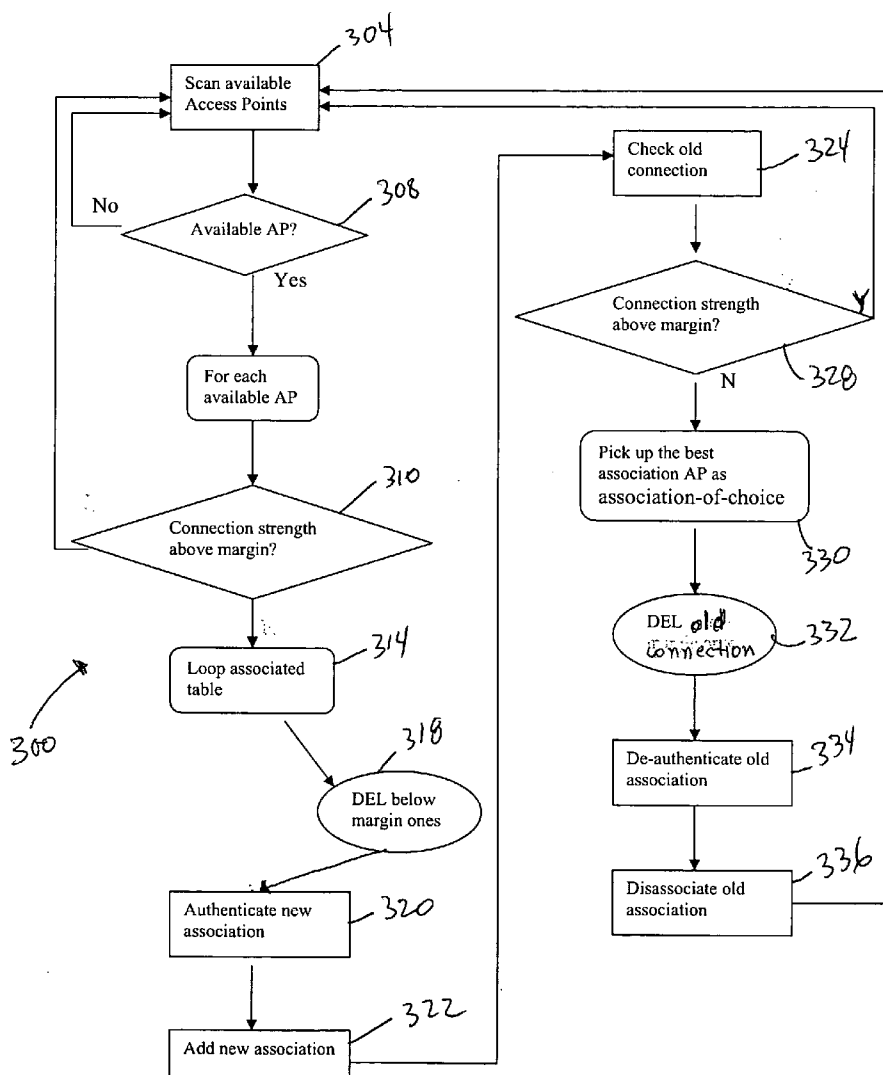 304
Scan available
Access Points
No
308
Available AP?
Yes
For each
available AP
310
Connection strength
above margin?
314
Loop associated
table
300
318
DEL below
margin ones
320
Authenticate new
association
322
Add new association
324
Check old
connection
Y
Connection strength
above margin?
328
N
Pick up the best
association AP as
association-of-choice
330
DEL old
connection
332
334
De-authenticate old
association
336
Disassociate old
association